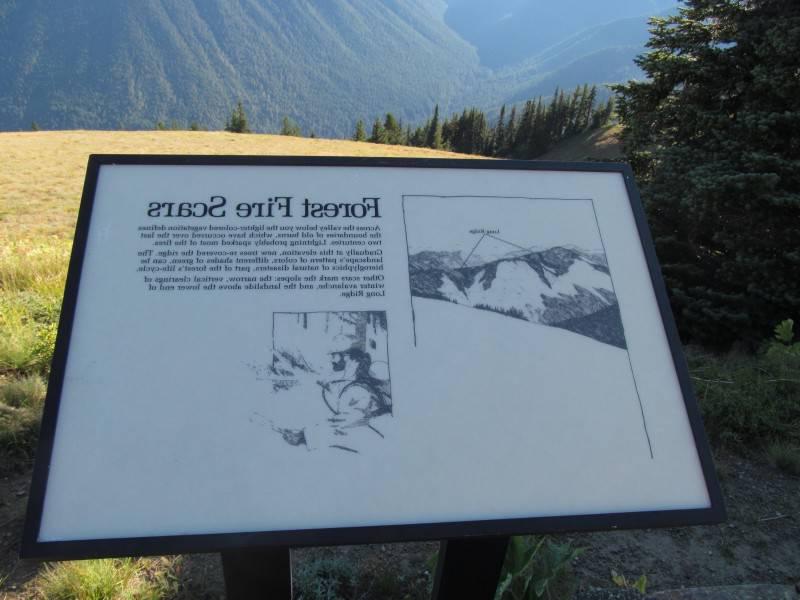 Forest Fire Scars
Across the valley below you the lighter-colored vegetation defines
the boundaries of old burns, which have occurred over the last
two centuries. Lightning probably sparked most of the fires.
Gradually at this elevation, new trees re-covered the ridge. The
landscape's pattern of colors, different shades of green, can be
hieroglyphics of natural disasters, part of the forest's life-cycle.
Other scars mark the slopes: the narrow, vertical clearings of
winter avalanche, and the landslide above the lower end of
Long Ridge.
Long Ridge